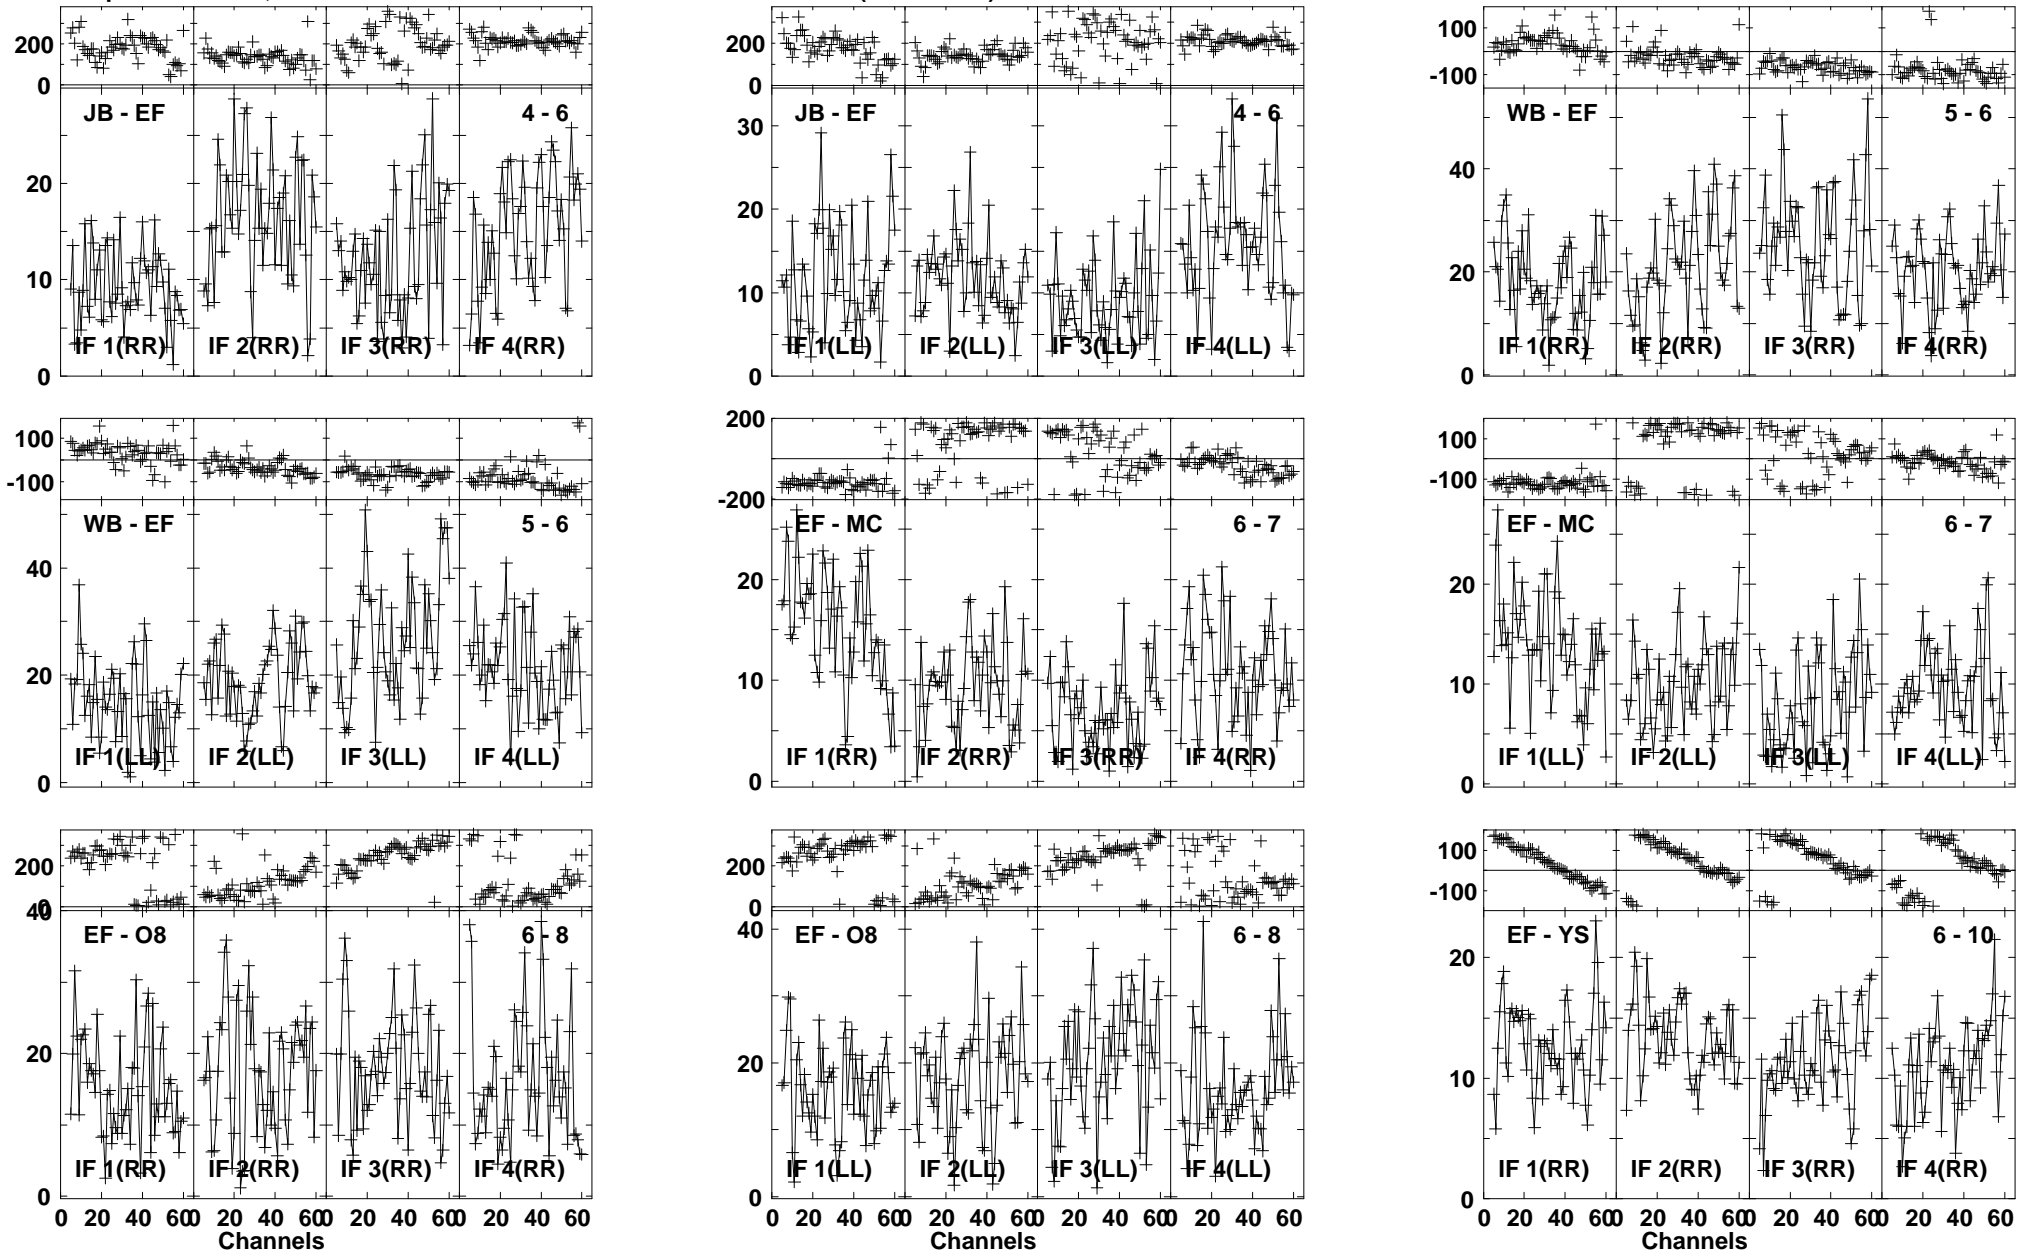 200
0
JB - EF
4 - 6
20
10
0
IF 1(RR)
IF 2(RR)
IF 3(RR)
IF 4(RR)
200
0
JB - EF
4 - 6
30
20
10
0
IF 1(LL)
IF 2(LL)
IF 3(LL)
IF 4(LL)
100
-100
WB - EF
5 - 6
40
20
0
IF 1(RR)
IF 2(RR)
IF 3(RR)
IF 4(RR)
100
-100
WB - EF
5 - 6
40
20
0
IF 1(LL)
IF 2(LL)
IF 3(LL)
IF 4(LL)
200
-200
EF - MC
6 - 7
20
10
0
IF 1(RR)
IF 2(RR)
IF 3(RR)
IF 4(RR)
100
-100
EF - MC
6 - 7
20
10
0
IF 1(LL)
IF 2(LL)
IF 3(LL)
IF 4(LL)
200
0
40
EF - O8
6 - 8
20
0
IF 1(RR)
IF 2(RR)
IF 3(RR)
IF 4(RR)
0 20 40 60 0 20 40 60 0 20 40 60 0 20 40 60
Channels
200
0
40
EF - O8
6 - 8
20
0
IF 1(LL)
IF 2(LL)
IF 3(LL)
IF 4(LL)
0 20 40 60 0 20 40 60 0 20 40 60 0 20 40 60
Channels
100
-100
EF - YS
6 - 10
20
10
0
IF 1(RR)
IF 2(RR)
IF 3(RR)
IF 4(RR)
0 20 40 60 0 20 40 60 0 20 40 60 0 20 40 60
Channels